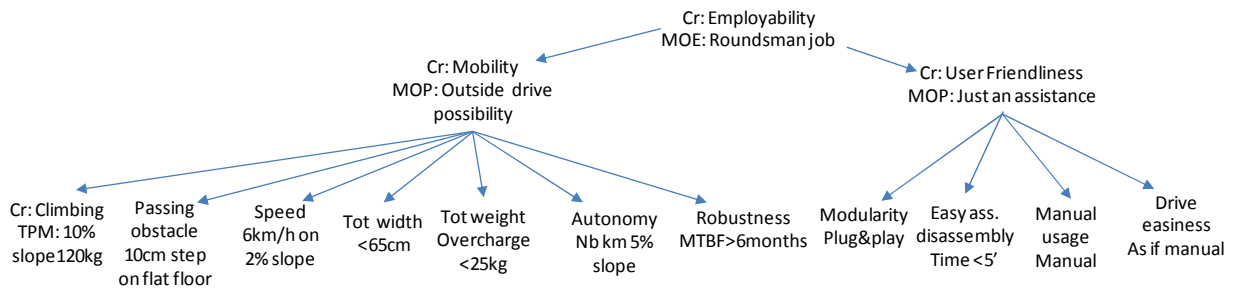 Cr: Employability
MOE: Roundsman job
Cr: Mobility
MOP: Outside drive
possibility
Cr: User Friendliness
MOP: Just an assistance
Cr: Climbing
TPM: 10%
slope120kg
Passing
obstacle
10cm step
on flat floor
Speed
6km/h on
2% slope
Tot width
<65cm
Tot weight
Overcharge
<25kg
Autonomy
Nb km 5%
slope
Robustness
MTBF>6months
Modularity
Plug&play
Easy ass.
disassembly
Time <5’
Manual
usage
Manual
Drive
easiness
As if manual